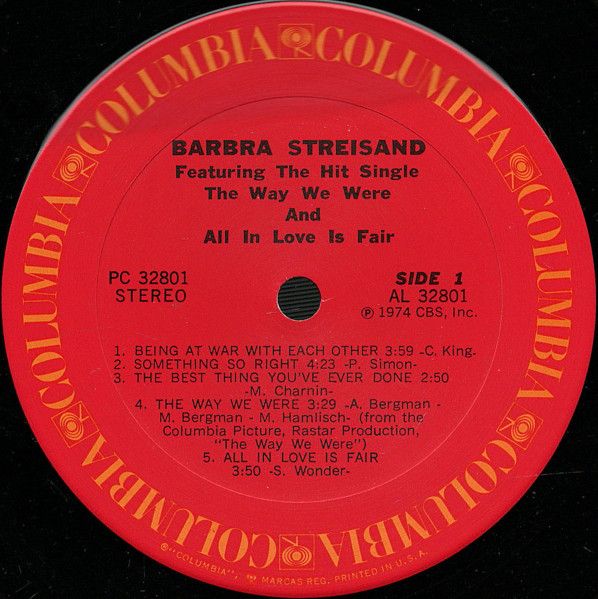 COLUMBIA COLUMBIA COLUMBIA COLUMBIA COLUMBIA COLUMBIA COLUMBIA COLUMBIA
BARBRA STREISAND
Featuring The Hit Single
The Way We Were
And
All In Love Is Fair
PC 32801
STEREO
SIDE 1
AL 32801
℗ 1974 CBS, Inc.
1. BEING AT WAR WITH EACH OTHER 3:59 -C. King-
2. SOMETHING SO RIGHT 4:23 -P. Simon-
3. THE BEST THING YOU'VE EVER DONE 2:50
-M. Charnin-
4. THE WAY WE WERE 3:29 -A. Bergman -
M. Bergman - M. Hamlisch- (from the
Columbia Picture, Rastar Production,
"The Way We Were")
5. ALL IN LOVE IS FAIR
3:50 -S. Wonder-
®"COLUMBIA", MARCAS REG. PRINTED IN U.S.A.